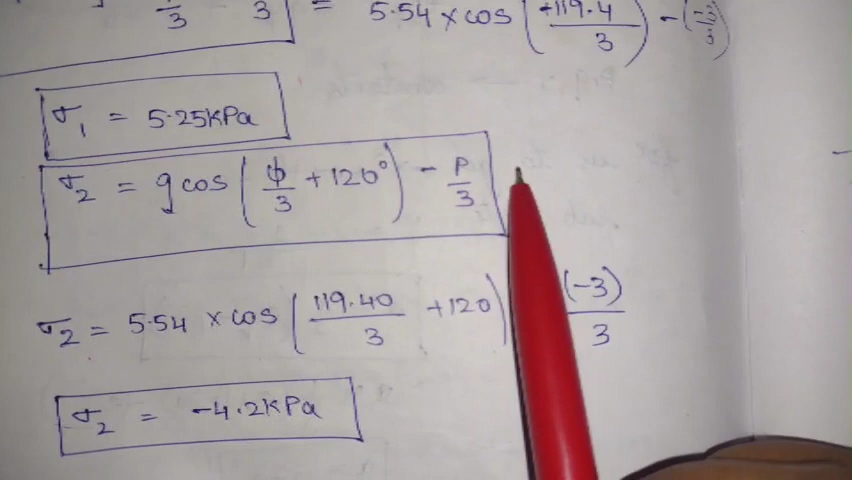 3 3 = 5.54 × cos (+119.4 / 3) - (-3 / 3)
σ1 = 5.25kPa
σ2 = g cos (ϕ/3 + 120°) - P/3
σ2 = 5.54 × cos (119.40 / 3 + 120) (-3) / 3
σ2 = -4.2kPa